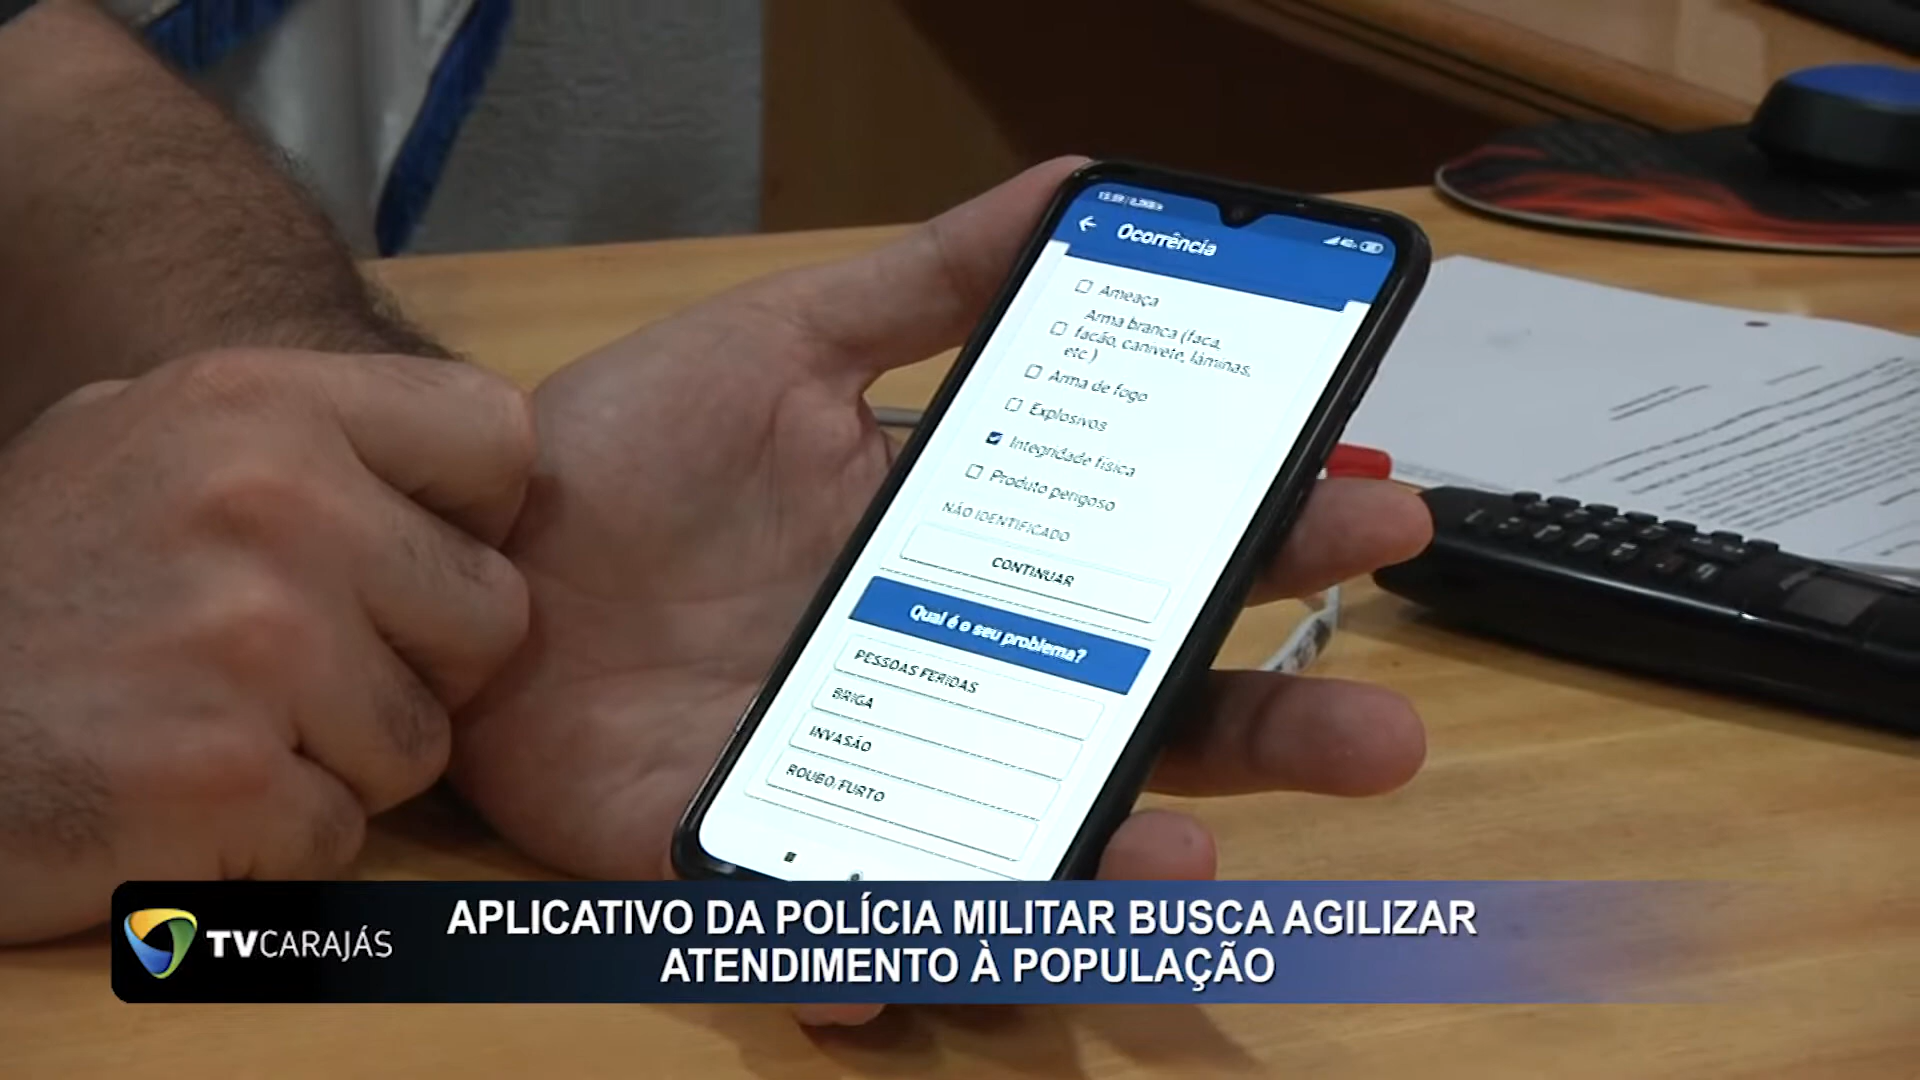 Ocorrência
Ameaça
Arma branca (faca,
facão, canivete, lâminas,
etc.)
Arma de fogo
Explosivos
Integridade física
Produto perigoso
NÃO IDENTIFICADO
CONTINUAR
Qual é o seu problema?
PESSOAS FERIDAS
BRIGA
INVASÃO
ROUBO/FURTO
TVCARAJÁS
APLICATIVO DA POLÍCIA MILITAR BUSCA AGILIZAR
ATENDIMENTO À POPULAÇÃO